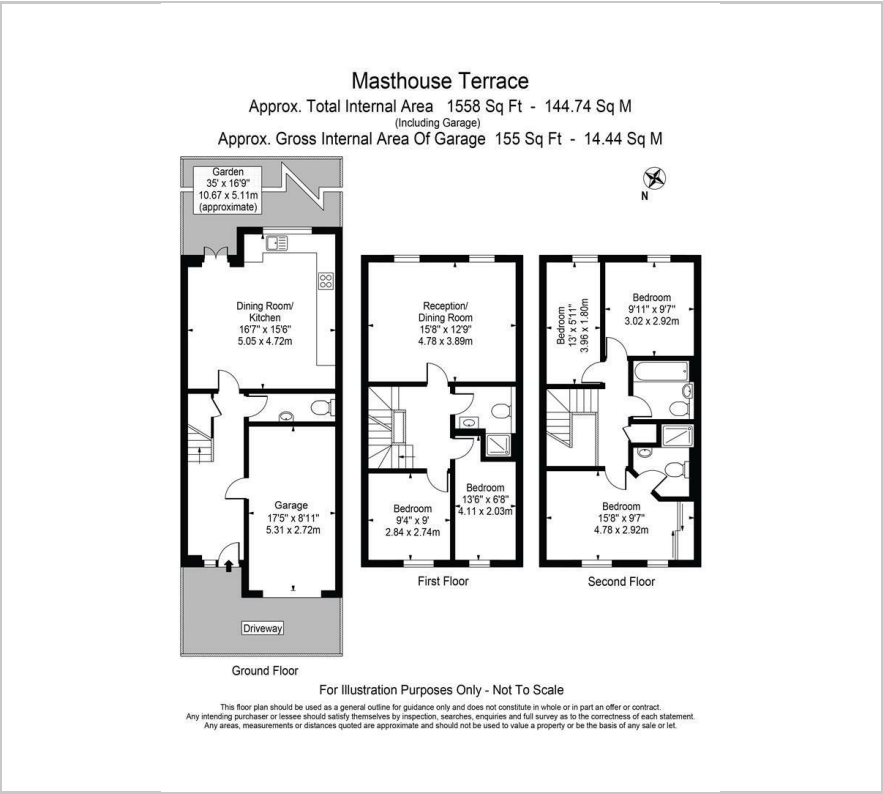 Masthouse Terrace
Approx. Total Internal Area 1558 Sq Ft - 144.74 Sq M
(Including Garage)
Approx. Gross Internal Area Of Garage 155 Sq Ft - 14.44 Sq M
Garden
35' x 16'9"
10.67 x 5.11m
(approximate)
N
Dining Room/
Kitchen
16'7" x 15'6"
5.05 x 4.72m
Garage
17'5" x 8'11"
5.31 x 2.72m
Driveway
Ground Floor
Reception/
Dining Room
15'8" x 12'9"
4.78 x 3.89m
Bedroom
9'4" x 9'
2.84 x 2.74m
Bedroom
13'6" x 6'8"
4.11 x 2.03m
First Floor
Bedroom
13' x 5'11"
3.96 x 1.80m
Bedroom
9'11" x 9'7"
3.02 x 2.92m
Bedroom
15'8" x 9'7"
4.78 x 2.92m
Second Floor
For Illustration Purposes Only - Not To Scale
This floor plan should be used as a general outline for guidance only and does not constitute in whole or in part an offer or contract.
Any intending purchaser or lessee should satisfy themselves by inspection, searches, enquiries and full survey as to the correctness of each statement.
Any areas, measurements or distances quoted are approximate and should not be used to value a property or be the basis of any sale or let.